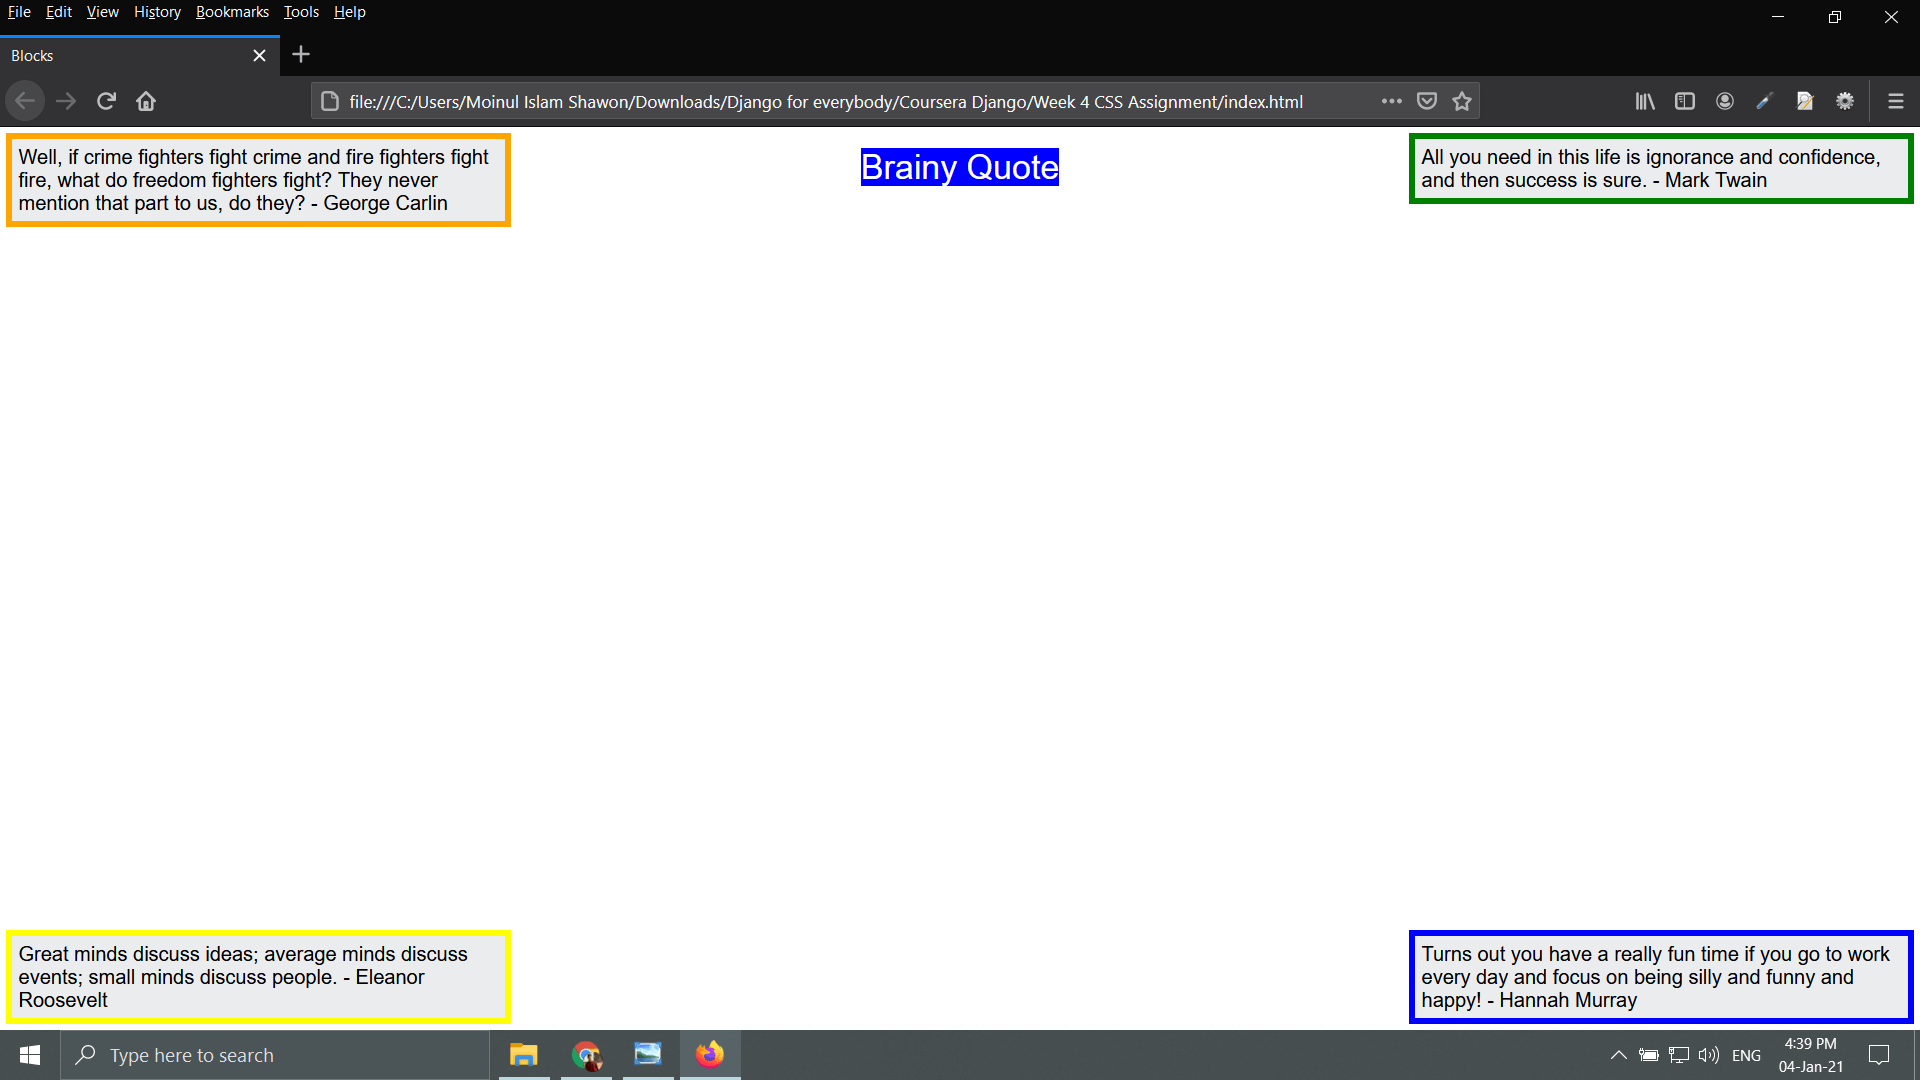 File Edit View History Bookmarks Tools Help
Blocks
file:///C:/Users/Moinul Islam Shawon/Downloads/Django for everybody/Coursera Django/Week 4 CSS Assignment/index.html
Well, if crime fighters fight crime and fire fighters fight
fire, what do freedom fighters fight? They never
mention that part to us, do they? - George Carlin
Brainy Quote
All you need in this life is ignorance and confidence,
and then success is sure. - Mark Twain
Great minds discuss ideas; average minds discuss
events; small minds discuss people. - Eleanor
Roosevelt
Turns out you have a really fun time if you go to work
every day and focus on being silly and funny and
happy! - Hannah Murray
Type here to search
ENG
4:39 PM
04-Jan-21